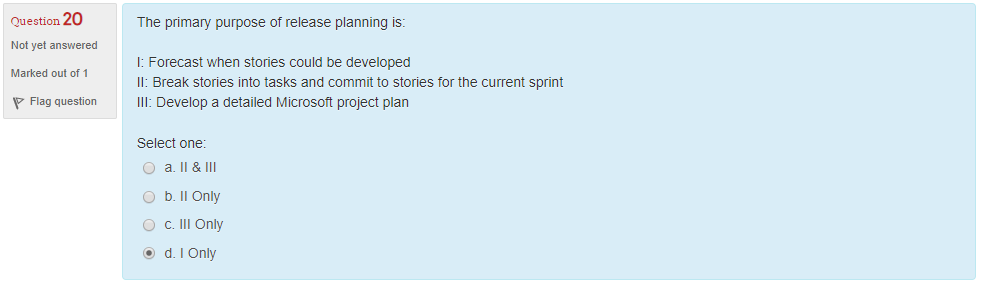 Question 20
Not yet answered
Marked out of 1
Flag question
The primary purpose of release planning is:
I: Forecast when stories could be developed
II: Break stories into tasks and commit to stories for the current sprint
III: Develop a detailed Microsoft project plan
Select one:
a. II & III
b. II Only
c. III Only
d. I Only